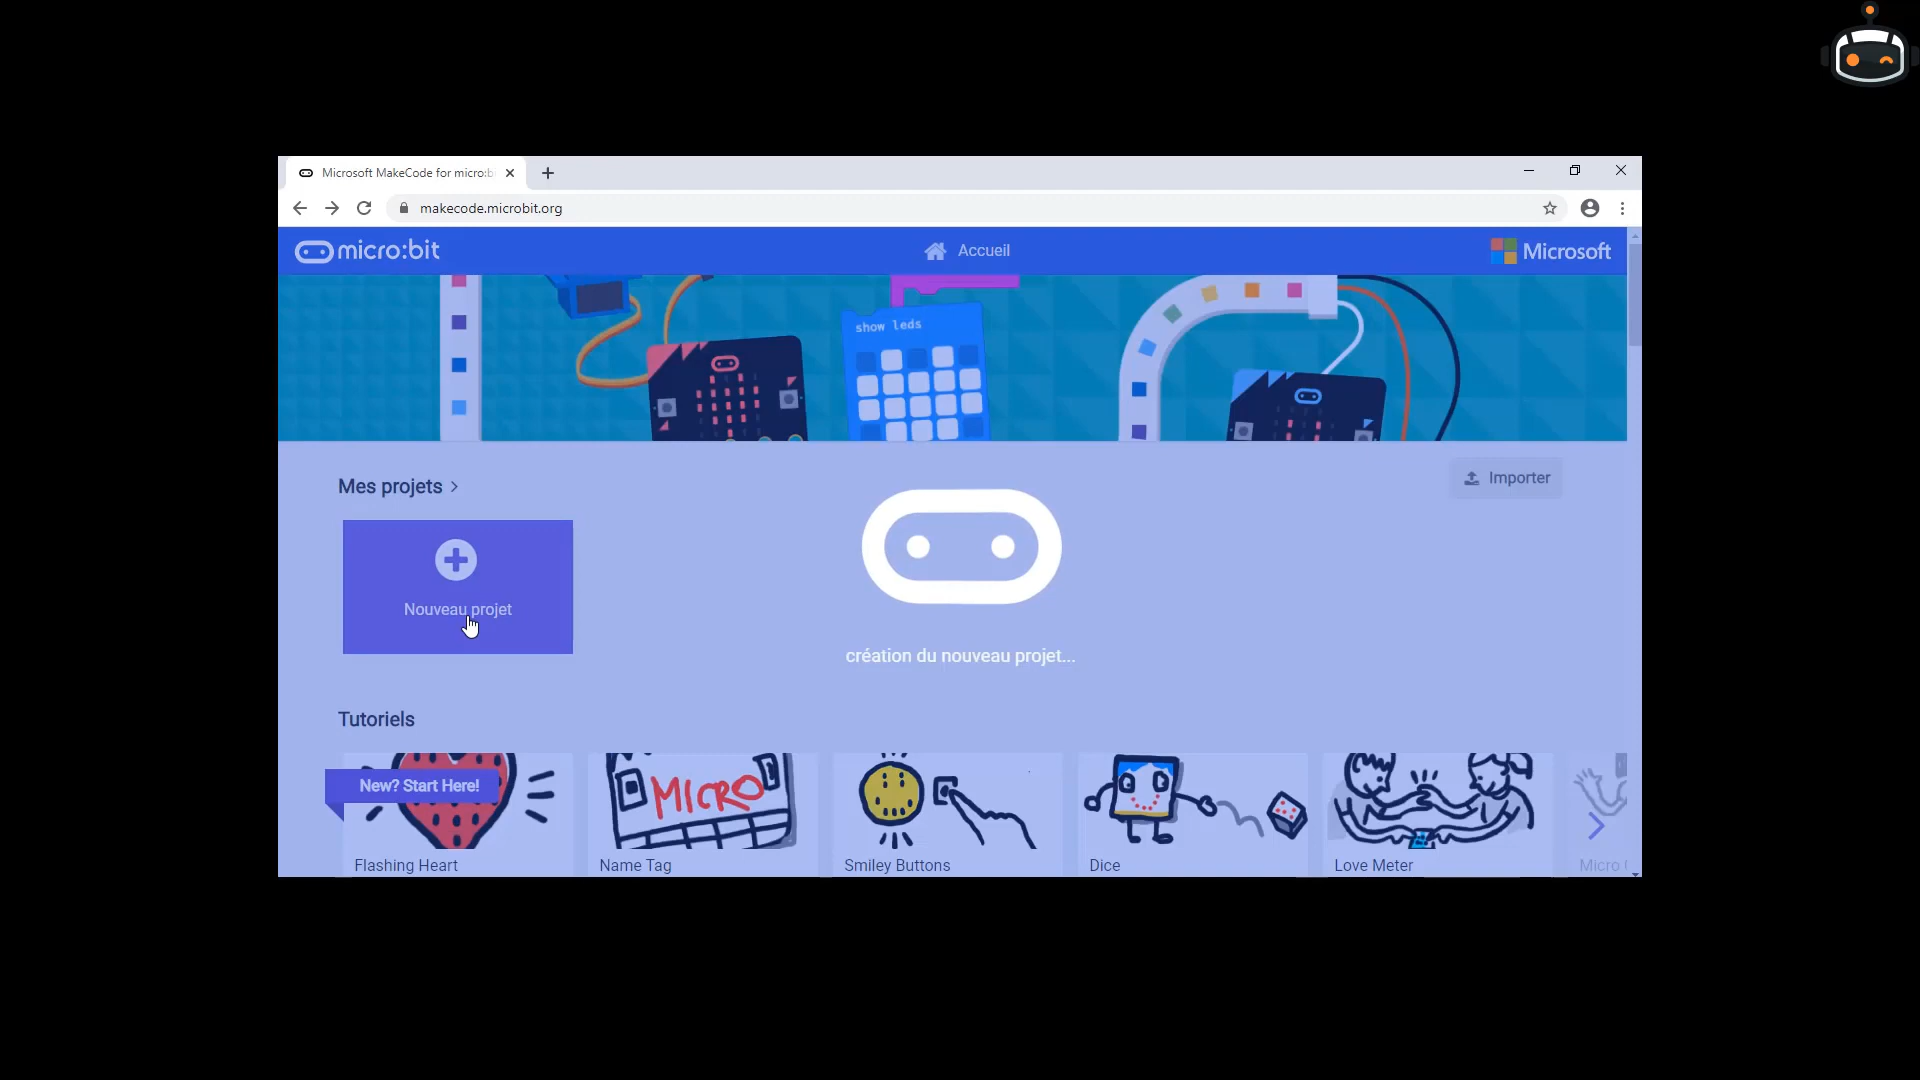 Microsoft MakeCode for micro:b
makecode.microbit.org
micro:bit
Accueil
Microsoft
show leds
Mes projets
Importer
Nouveau projet
création du nouveau projet...
Tutoriels
New? Start Here!
MICRO
Flashing Heart
Name Tag
Smiley Buttons
Dice
Love Meter
Micro